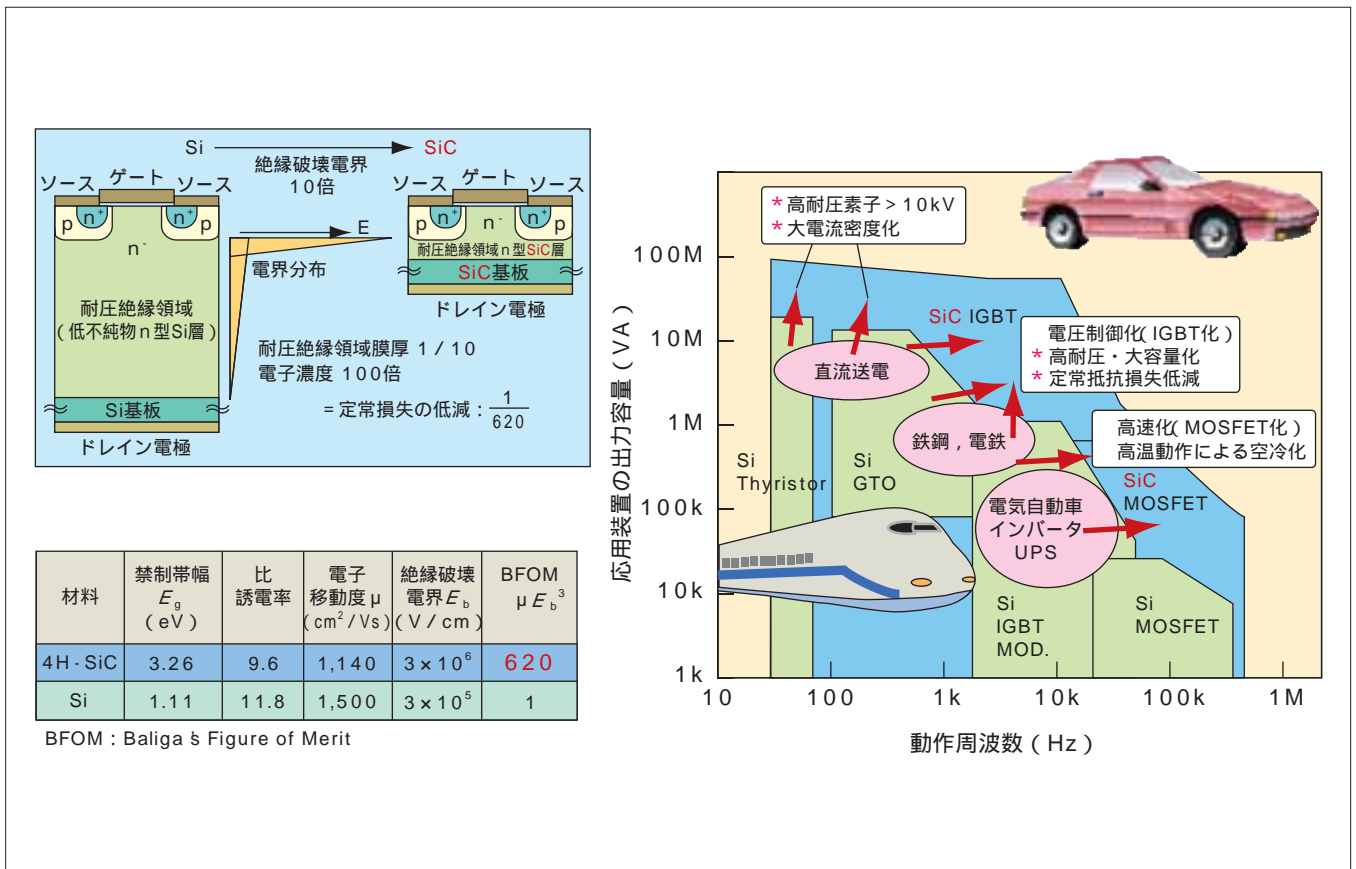 Si SiC
絶縁破壊電界
10倍
ソース ゲート ソース
ソース ゲート ソース
p n+ n+ p
n-
p n+ n- n+ p
E
電界分布
耐圧絶縁領域n型SiC層
SiC基板
ドレイン電極
耐圧絶縁領域
(低不純物n型Si層)
耐圧絶縁領域膜厚 1/10
電子濃度 100倍
=定常損失の低減:1/620
Si基板
ドレイン電極
材料 禁制帯幅 Eg (eV) 比誘電率 電子移動度μ (cm²/Vs) 絶縁破壊電界Eb (V/cm) BFOM μEb³
4H-SiC 3.26 9.6 1,140 3×10⁶ 620
Si 1.11 11.8 1,500 3×10⁵ 1
BFOM:Baliga's Figure of Merit
応用装置の出力容量(VA)
100M
10M
1M
100k
10k
1k
10 100 1k 10k 100k 1M
動作周波数(Hz)
*高耐圧素子>10kV
*大電流密度化
SiC IGBT
電圧制御化(IGBT化)
*高耐圧・大容量化
*定常抵抗損失低減
直流送電
鉄鋼,電鉄
高速化(MOSFET化)
高温動作による空冷化
Si
Thyristor
Si
GTO
SiC
MOSFET
電気自動車
インバータ
UPS
Si
IGBT
MOD.
Si
MOSFET